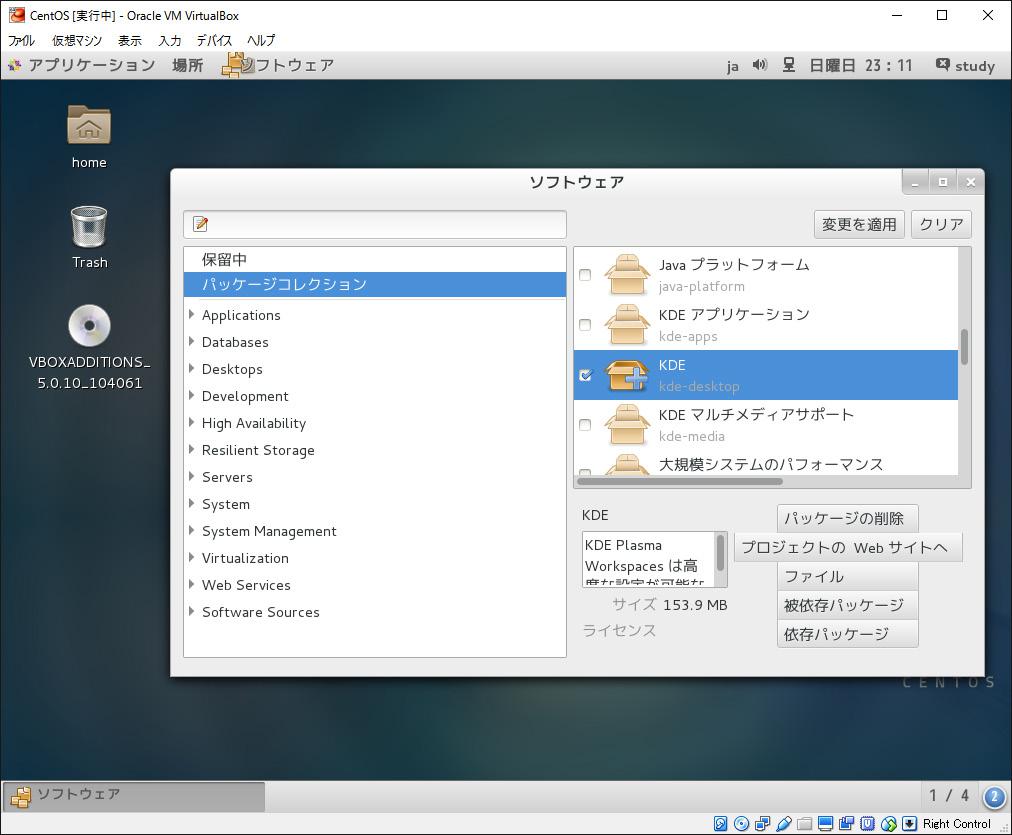 CentOS [実行中] - Oracle VM VirtualBox
ファイル 仮想マシン 表示 入力 デバイス ヘルプ
アプリケーション 場所 ソフトウェア ja 日曜日 23 : 11 study
home
Trash
VBOXADDITIONS_
5.0.10_104061
ソフトウェア
変更を適用 クリア
保留中
パッケージコレクション
Applications
Databases
Desktops
Development
High Availability
Resilient Storage
Servers
System
System Management
Virtualization
Web Services
Software Sources
Java プラットフォーム
java-platform
KDE アプリケーション
kde-apps
KDE
kde-desktop
KDE マルチメディアサポート
kde-media
大規模システムのパフォーマンス
KDE
KDE Plasma
Workspaces は高
度な設定が可能な
サイズ 153.9 MB
ライセンス
パッケージの削除
プロジェクトの Web サイトへ
ファイル
被依存パッケージ
依存パッケージ
CENTOS
ソフトウェア
1 / 4 2
Right Control